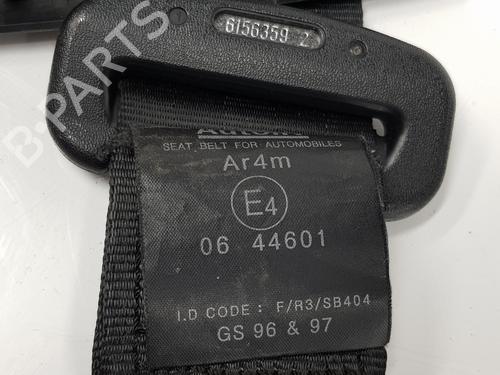 6156359 2
B-PARTS
SEAT BELT FOR AUTOMOBILES
Ar4m
E4
06 44601
I.D CODE : F/R3/SB404
GS 96 & 97